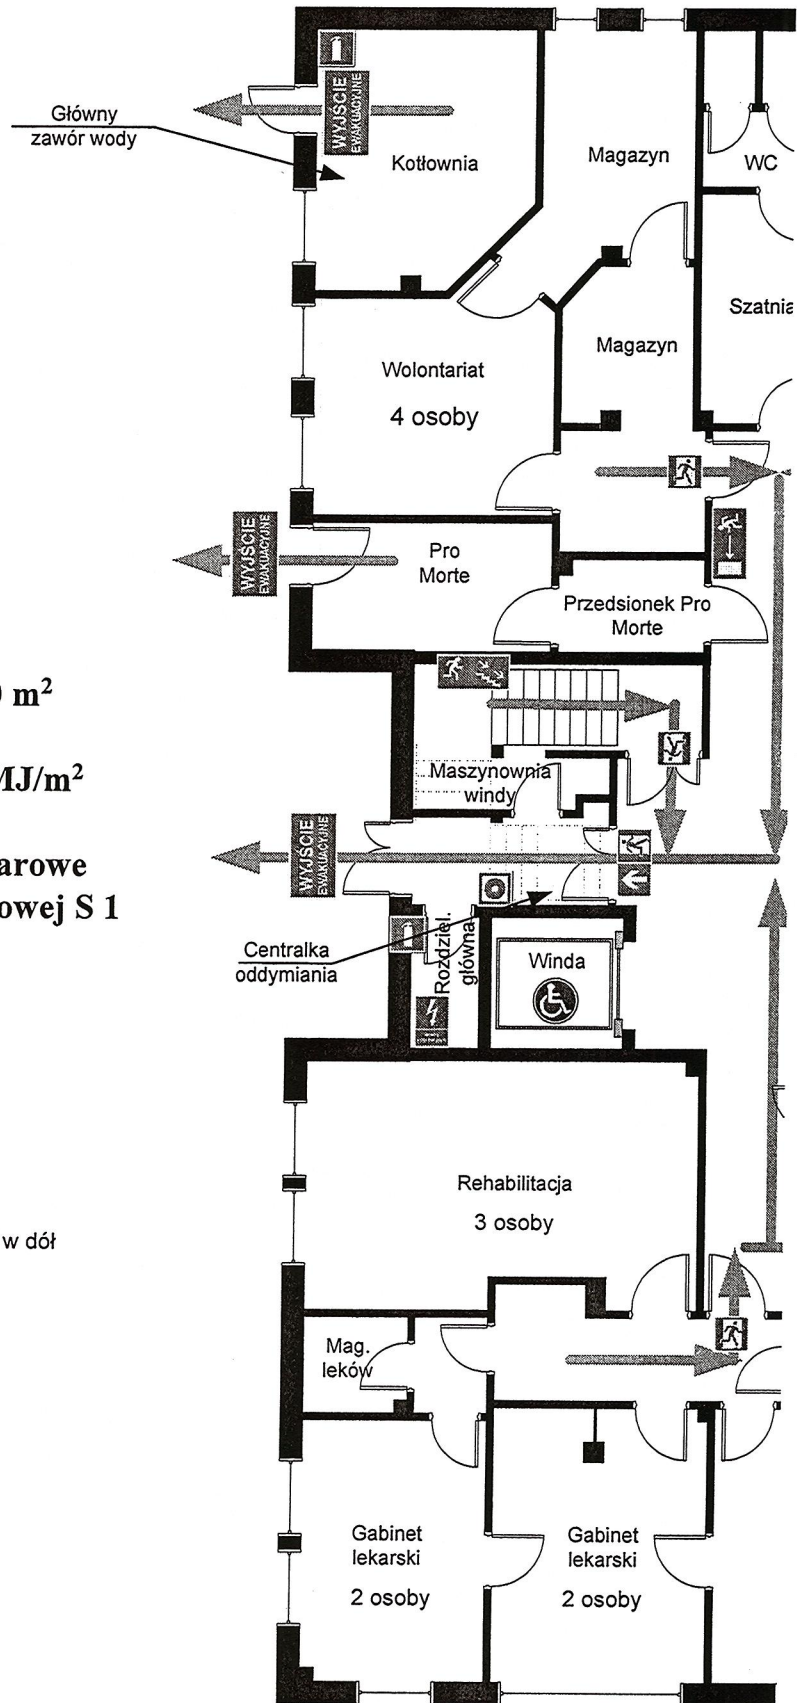 Główny
zawór wody
WYJŚCIE
EWAKUACYJNE
Kotłownia
Magazyn
WC
Szatnia
Magazyn
Wolontariat
4 osoby
WYJŚCIE
EWAKUACYJNE
Pro
Morte
Przedsionek Pro
Morte
m²
MJ/m²
Maszynownia
windy
WYJŚCIE
EWAKUACYJNE
arowe
owej S 1
Centralka
oddymiania
Rozdziel.
główna
Winda
Rehabilitacja
3 osoby
w dół
Mag.
leków
Gabinet
lekarski
2 osoby
Gabinet
lekarski
2 osoby